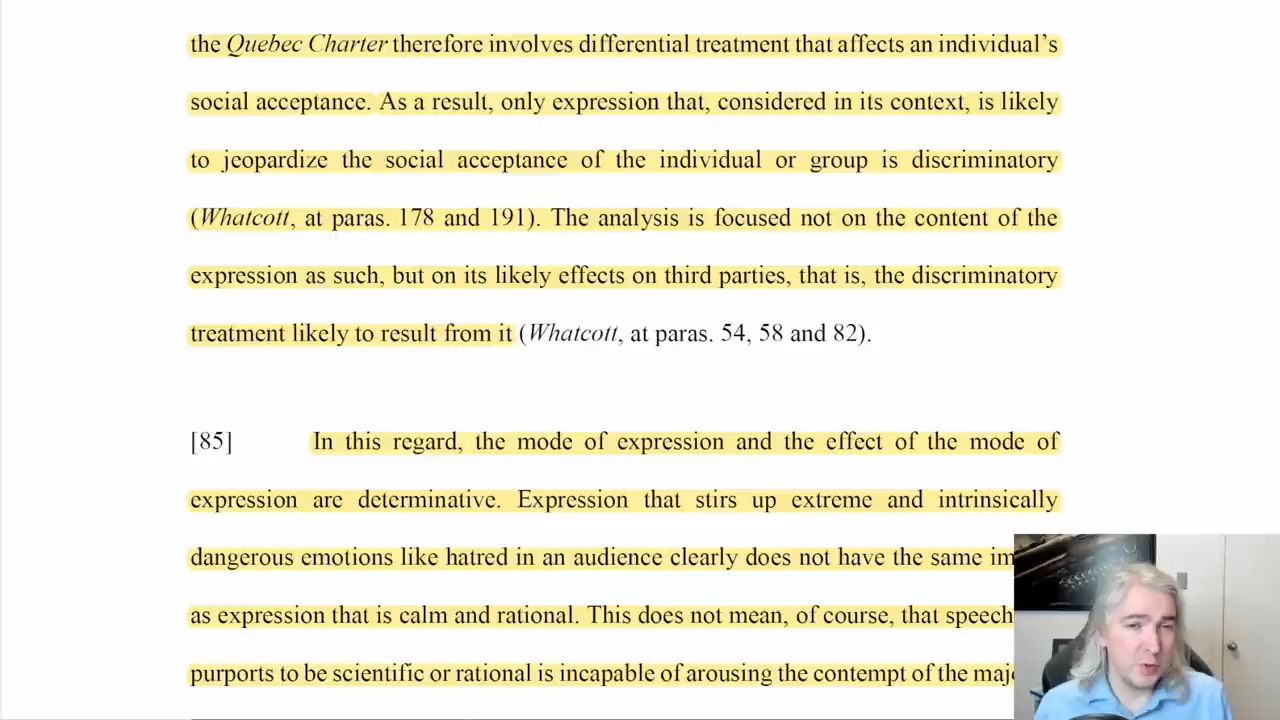 the Quebec Charter therefore involves differential treatment that affects an individual's
social acceptance. As a result, only expression that, considered in its context, is likely
to jeopardize the social acceptance of the individual or group is discriminatory
(Whatcott, at paras. 178 and 191). The analysis is focused not on the content of the
expression as such, but on its likely effects on third parties, that is, the discriminatory
treatment likely to result from it (Whatcott, at paras. 54, 58 and 82).
[85] In this regard, the mode of expression and the effect of the mode of
expression are determinative. Expression that stirs up extreme and intrinsically
dangerous emotions like hatred in an audience clearly does not have the same
as expression that is calm and rational. This does not mean, of course, that speech
purports to be scientific or rational is incapable of arousing the contempt of the